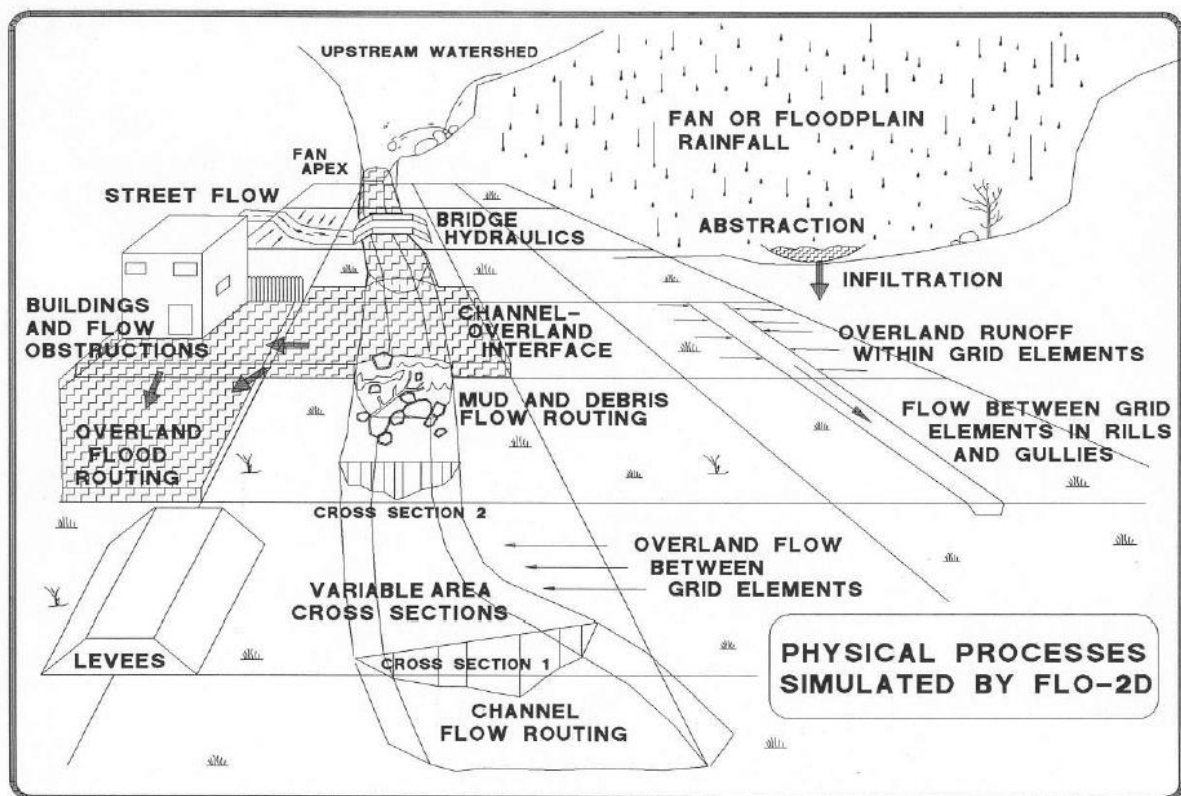 UPSTREAM WATERSHED
FAN OR FLOODPLAIN
RAINFALL
FAN
APEX
STREET FLOW
BRIDGE
HYDRAULICS
ABSTRACTION
INFILTRATION
BUILDINGS
AND FLOW
OBSTRUCTIONS
CHANNEL-
OVERLAND
INTERFACE
OVERLAND RUNOFF
WITHIN GRID ELEMENTS
MUD AND DEBRIS
FLOW ROUTING
FLOW BETWEEN GRID
ELEMENTS IN RILLS
AND GULLIES
OVERLAND
FLOOD
ROUTING
CROSS SECTION 2
OVERLAND FLOW
BETWEEN
GRID ELEMENTS
VARIABLE AREA
CROSS SECTIONS
LEVEES
CROSS SECTION 1
CHANNEL
FLOW ROUTING
PHYSICAL PROCESSES
SIMULATED BY FLO-2D